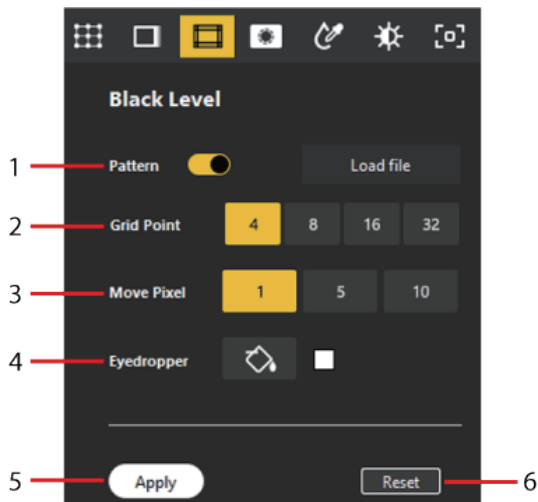 Black Level
1 Pattern Load file
2 Grid Point 4 8 16 32
3 Move Pixel 1 5 10
4 Eyedropper
5 Apply Reset 6